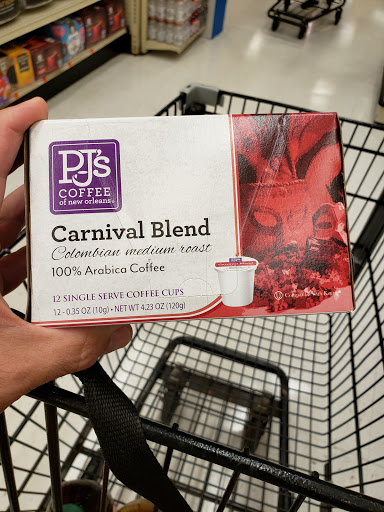 PJ's
COFFEE
of new orleans
Carnival Blend
Colombian medium roast
100% Arabica Coffee
12 SINGLE SERVE COFFEE CUPS
12 - 0.35 OZ (10g) • NET WT 4.23 OZ (120g)